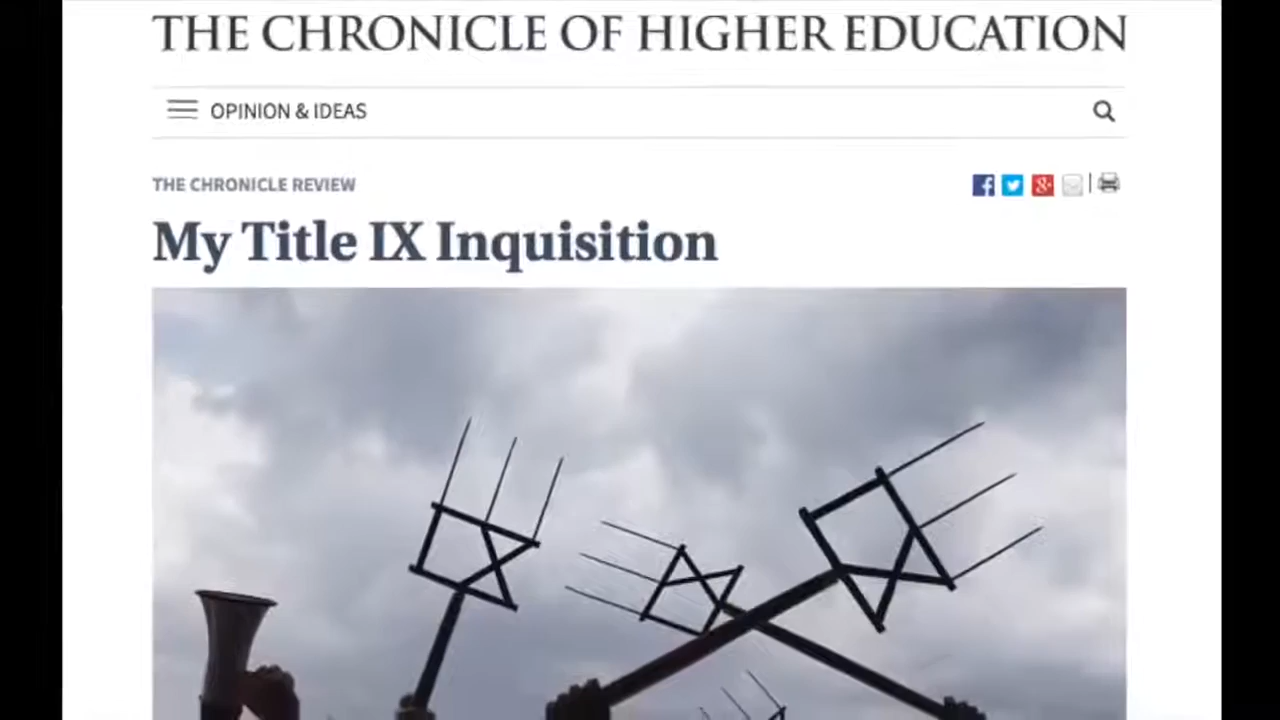 THE CHRONICLE OF HIGHER EDUCATION
OPINION & IDEAS
THE CHRONICLE REVIEW
My Title IX Inquisition